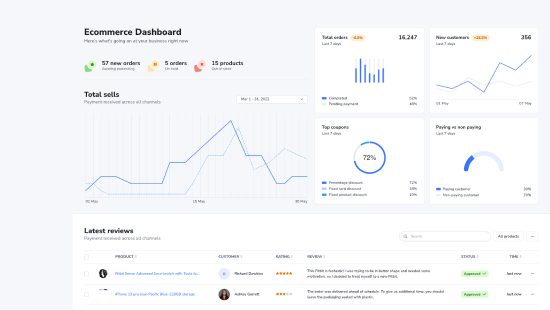 Ecommerce Dashboard
Here's what's going on at your business right now
57 new orders
Awaiting processing
5 orders
On hold
15 products
Out of stock
Total sells
Payment received across all channels
Mar 1 - 31, 2022
01 May
15 May
30 May
Total orders
-6.8%
16,247
Last 7 days
Completed
52%
Pending payment
48%
New customers
+26.5%
356
Last 7 days
01 May
07 May
Top coupons
Last 7 days
72%
Percentage discount
72%
Fixed card discount
18%
Fixed product discount
10%
Paying vs non paying
Last 7 days
Paying customer
30%
Non-paying customer
70%
Latest reviews
Payment received across all channels
Search
All products
PRODUCT
CUSTOMER
RATING
REVIEW
STATUS
TIME
Fitbit Sense Advanced Smartwatch with Tools fo...
R
Richard Dawkins
This Fitbit is fantastic! I was trying to be in better shape and needed some
motivation, so I decided to treat myself to a new Fitbit.
Approved
Just now
iPhone 13 pro max-Pacific Blue-128GB storage
Ashley Garrett
The order was delivered ahead of schedule. To give us additional time, you should
leave the packaging sealed with plastic.
Approved
Just now